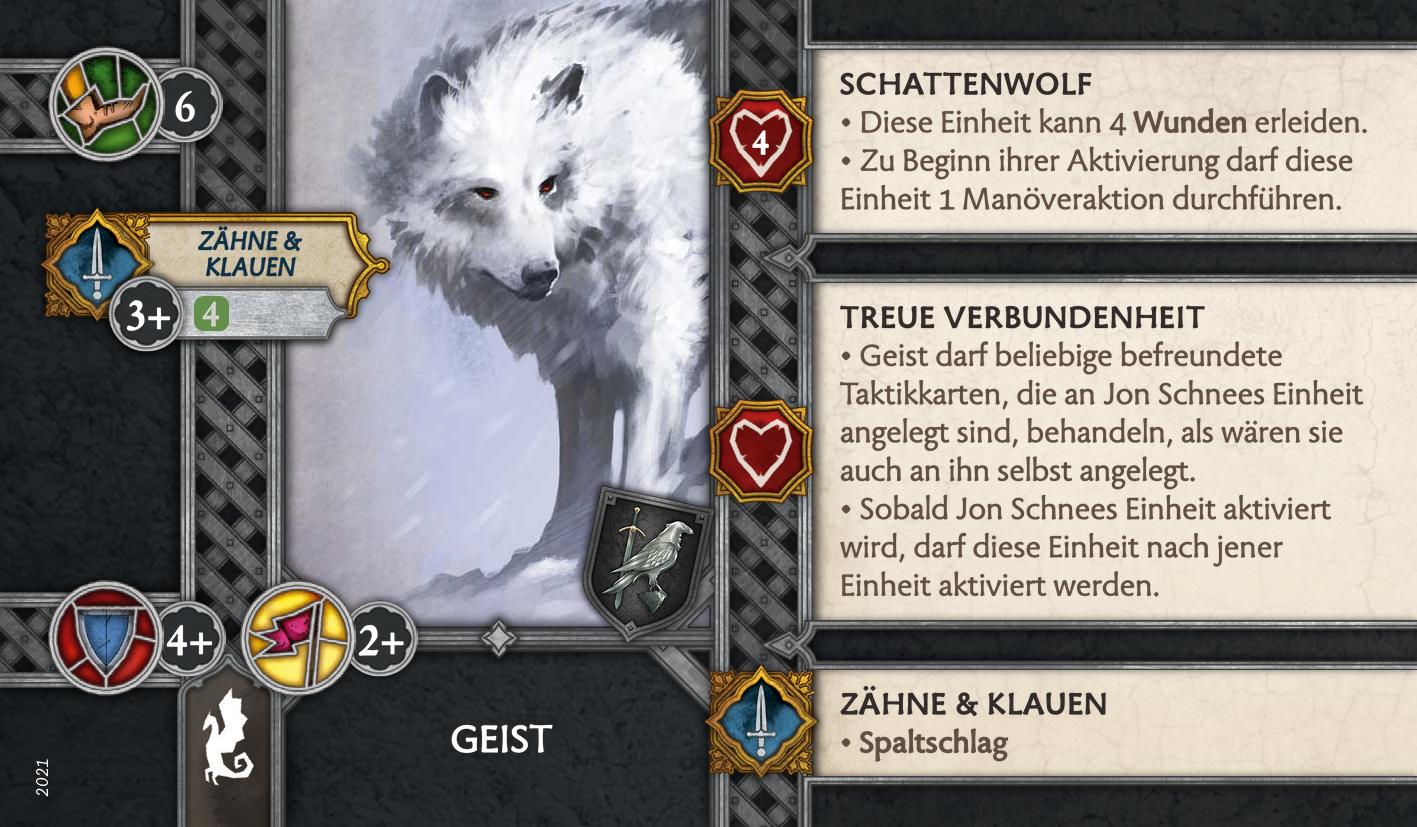 6
ZÄHNE &
KLAUEN
3+
4
4+
2+
GEIST
2021
4
SCHATTENWOLF
• Diese Einheit kann 4 Wunden erleiden.
• Zu Beginn ihrer Aktivierung darf diese
Einheit 1 Manöveraktion durchführen.
TREUE VERBUNDENHEIT
• Geist darf beliebige befreundete
Taktikkarten, die an Jon Schnees Einheit
angelegt sind, behandeln, als wären sie
auch an ihn selbst angelegt.
• Sobald Jon Schnees Einheit aktiviert
wird, darf diese Einheit nach jener
Einheit aktiviert werden.
ZÄHNE & KLAUEN
• Spaltschlag